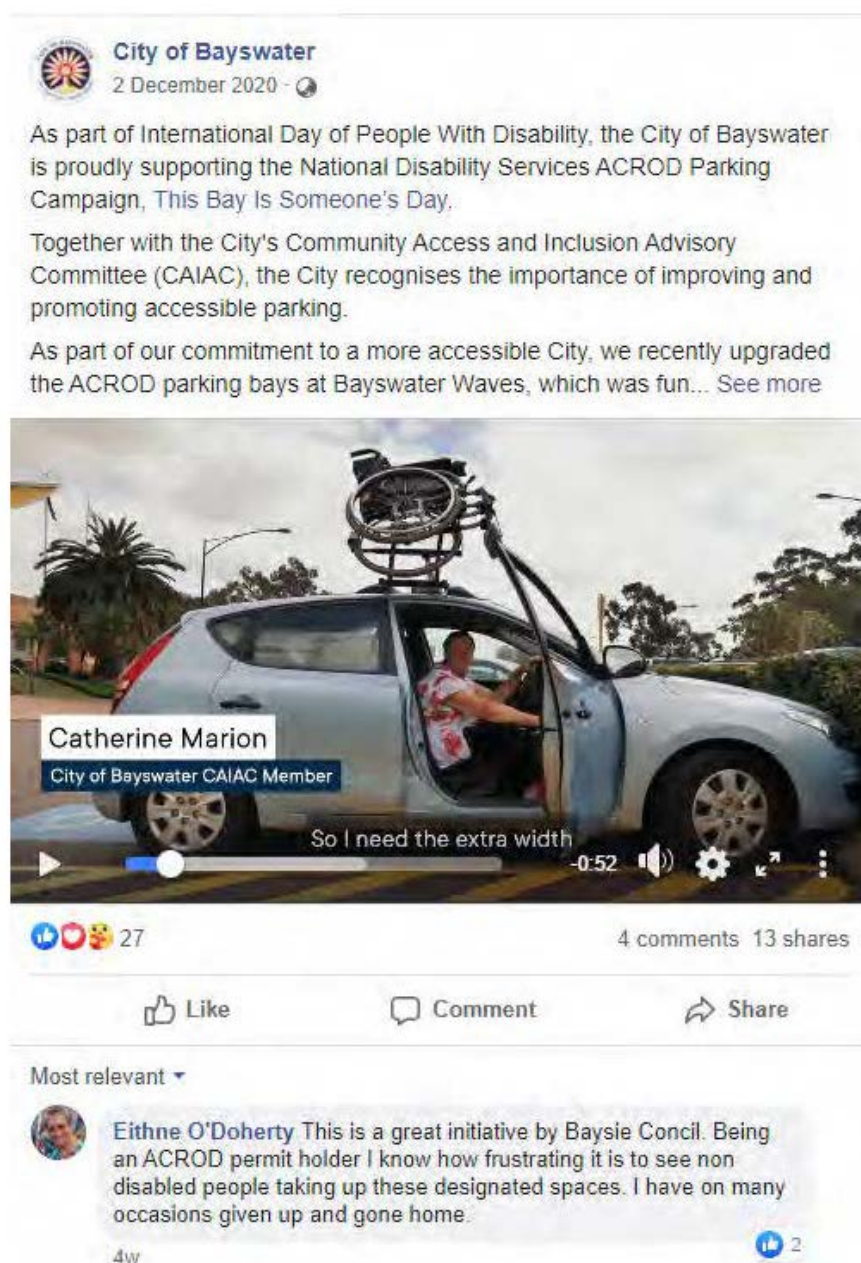 City of Bayswater
2 December 2020 ·
As part of International Day of People With Disability, the City of Bayswater
is proudly supporting the National Disability Services ACROD Parking
Campaign, This Bay Is Someone's Day.
Together with the City's Community Access and Inclusion Advisory
Committee (CAIAC), the City recognises the importance of improving and
promoting accessible parking.
As part of our commitment to a more accessible City, we recently upgraded
the ACROD parking bays at Bayswater Waves, which was fun... See more
Catherine Marion
City of Bayswater CAIAC Member
So I need the extra width
-0:52
27
4 comments 13 shares
Like Comment Share
Most relevant
Eithne O'Doherty This is a great initiative by Baysie Concil. Being
an ACROD permit holder I know how frustrating it is to see non
disabled people taking up these designated spaces. I have on many
occasions given up and gone home.
2
4w